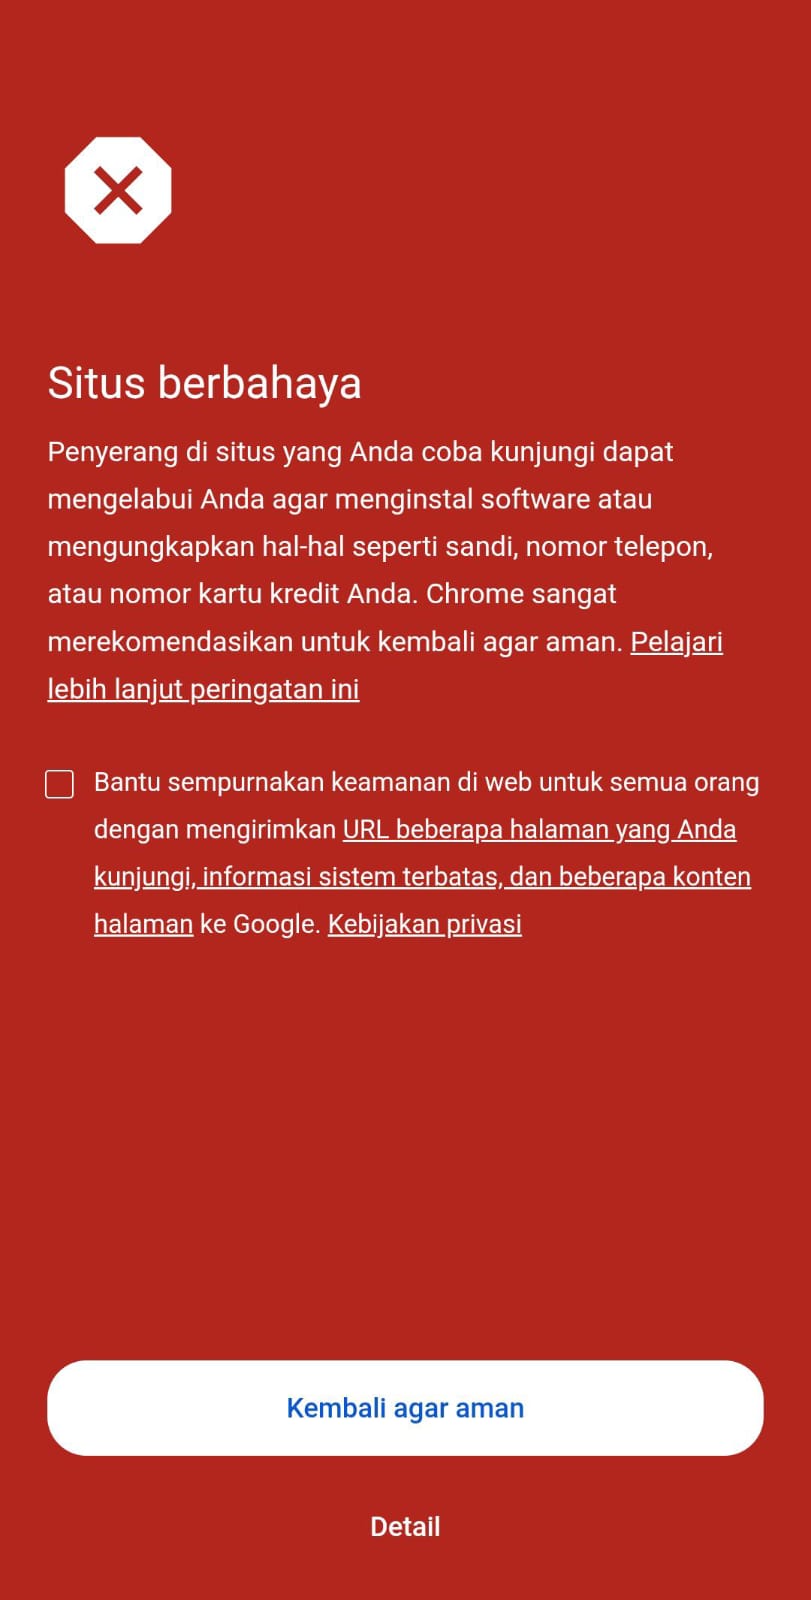 Situs berbahaya
Penyerang di situs yang Anda coba kunjungi dapat
mengelabui Anda agar menginstal software atau
mengungkapkan hal-hal seperti sandi, nomor telepon,
atau nomor kartu kredit Anda. Chrome sangat
merekomendasikan untuk kembali agar aman. Pelajari
lebih lanjut peringatan ini
Bantu sempurnakan keamanan di web untuk semua orang
dengan mengirimkan URL beberapa halaman yang Anda
kunjungi, informasi sistem terbatas, dan beberapa konten
halaman ke Google. Kebijakan privasi
Kembali agar aman
Detail